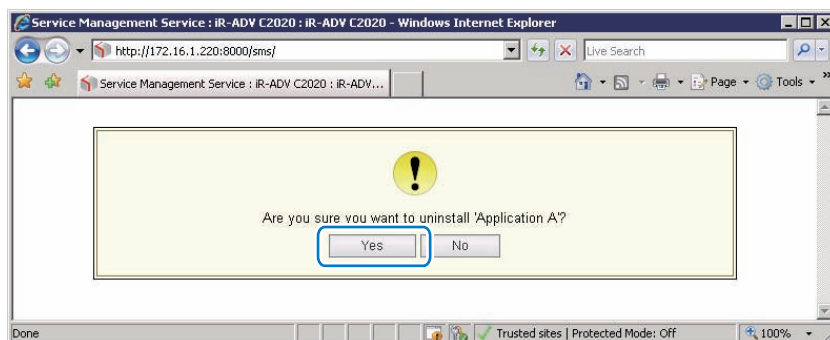 Service Management Service : iR-ADV C2020 : iR-ADV C2020 - Windows Internet Explorer
http://172.16.1.220:8000/sms/
Live Search
Service Management Service : iR-ADV C2020 : iR-ADV...
Page
Tools
»
Are you sure you want to uninstall 'Application A'?
Yes No
Done
Trusted sites | Protected Mode: Off
100%